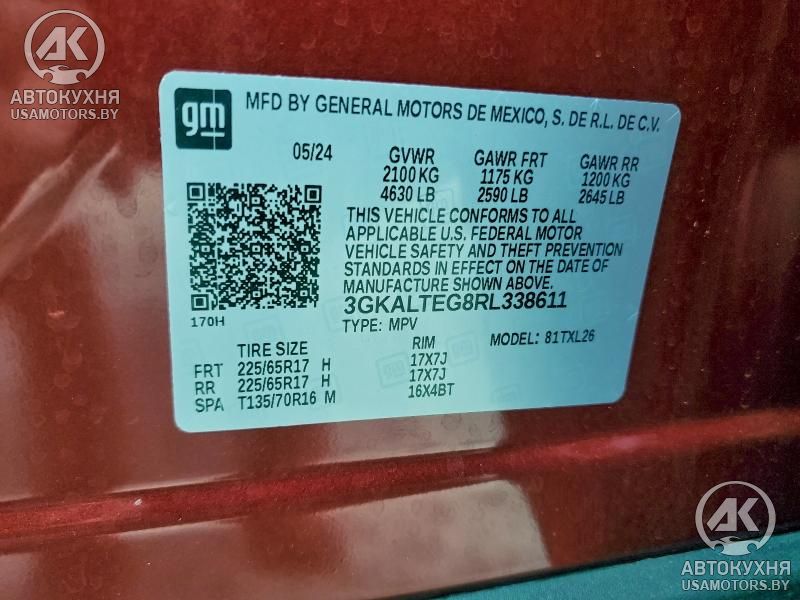 AK
АВТОКУХНЯ
USAMOTORS.BY
gm
MFD BY GENERAL MOTORS DE MEXICO, S. DE R.L. DE C.V.
05/24 GVWR GAWR FRT GAWR RR
2100 KG 1175 KG 1200 KG
4630 LB 2590 LB 2645 LB
THIS VEHICLE CONFORMS TO ALL
APPLICABLE U.S. FEDERAL MOTOR
VEHICLE SAFETY AND THEFT PREVENTION
STANDARDS IN EFFECT ON THE DATE OF
MANUFACTURE SHOWN ABOVE.
3GKALTEG8RL338611
170H
TYPE: MPV MODEL: 81TXL26
TIRE SIZE RIM
FRT 225/65R17 H 17X7J
RR 225/65R17 H 17X7J
SPA T135/70R16 M 16X4BT
AK
АВТОКУХНЯ
USAMOTORS.BY